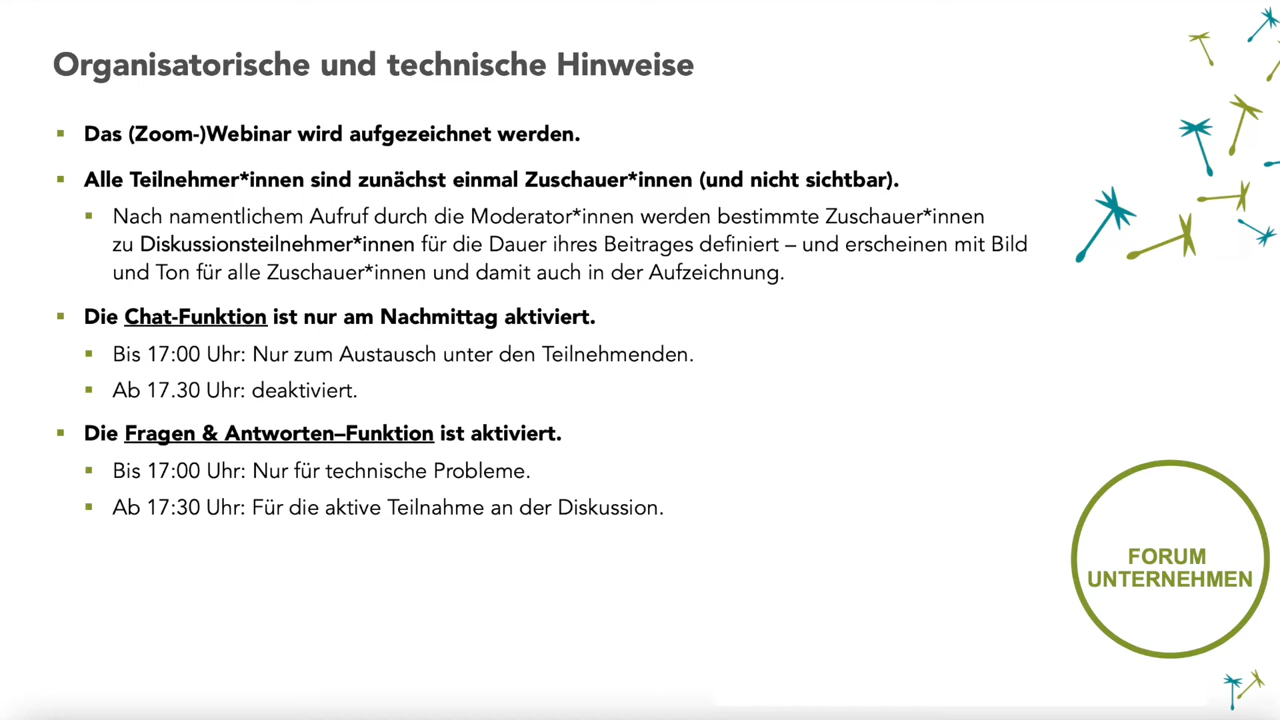 Organisatorische und technische Hinweise
Das (Zoom-)Webinar wird aufgezeichnet werden.
Alle Teilnehmer*innen sind zunächst einmal Zuschauer*innen (und nicht sichtbar).
Nach namentlichem Aufruf durch die Moderator*innen werden bestimmte Zuschauer*innen
zu Diskussionsteilnehmer*innen für die Dauer ihres Beitrages definiert – und erscheinen mit Bild
und Ton für alle Zuschauer*innen und damit auch in der Aufzeichnung.
Die Chat-Funktion ist nur am Nachmittag aktiviert.
Bis 17:00 Uhr: Nur zum Austausch unter den Teilnehmenden.
Ab 17.30 Uhr: deaktiviert.
Die Fragen & Antworten–Funktion ist aktiviert.
Bis 17:00 Uhr: Nur für technische Probleme.
Ab 17:30 Uhr: Für die aktive Teilnahme an der Diskussion.
FORUM
UNTERNEHMEN